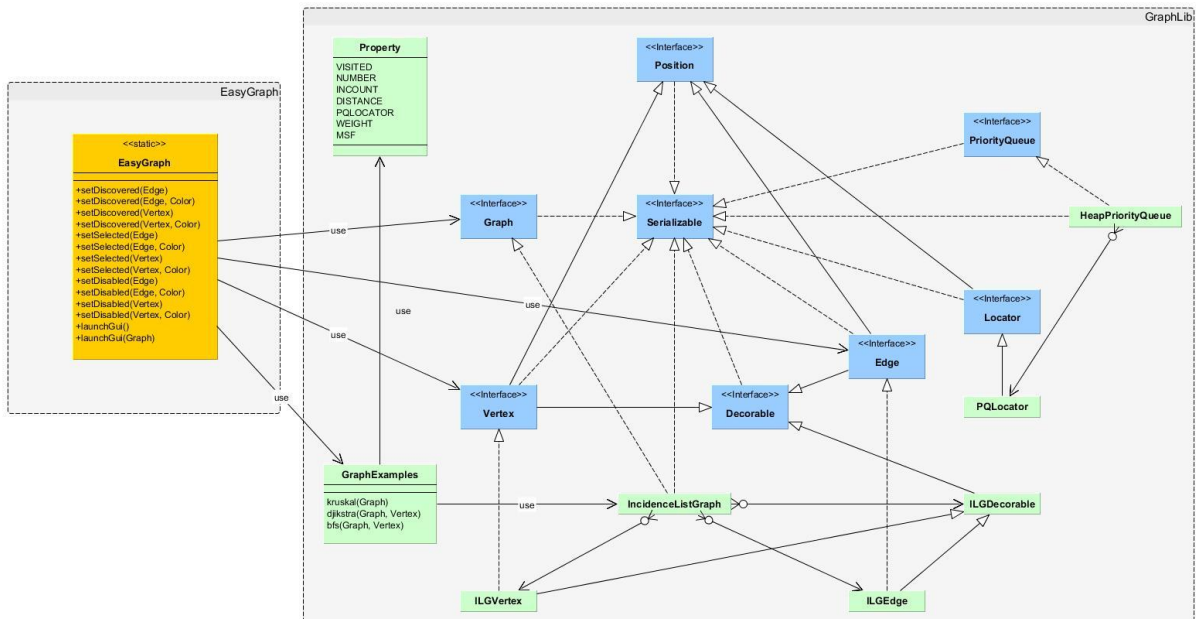 GraphLib
EasyGraph
<<static>>
EasyGraph
+setDiscovered(Edge)
+setDiscovered(Edge, Color)
+setDiscovered(Vertex)
+setDiscovered(Vertex, Color)
+setSelected(Edge)
+setSelected(Edge, Color)
+setSelected(Vertex)
+setSelected(Vertex, Color)
+setDisabled(Edge)
+setDisabled(Edge, Color)
+setDisabled(Vertex)
+setDisabled(Vertex, Color)
+launchGui()
+launchGui(Graph)
Property
VISITED
NUMBER
INCOUNT
DISTANCE
PQLOCATOR
WEIGHT
MSF
<<Interface>>
Position
<<Interface>>
PriorityQueue
<<Interface>>
Graph
<<Interface>>
Serializable
HeapPriorityQueue
use
use
use
use
use
<<Interface>>
Locator
<<Interface>>
Edge
<<Interface>>
Vertex
<<Interface>>
Decorable
PQLocator
GraphExamples
kruskal(Graph)
djikstra(Graph, Vertex)
bfs(Graph, Vertex)
use
IncidenceListGraph
ILGDecorable
ILGVertex
ILGEdge